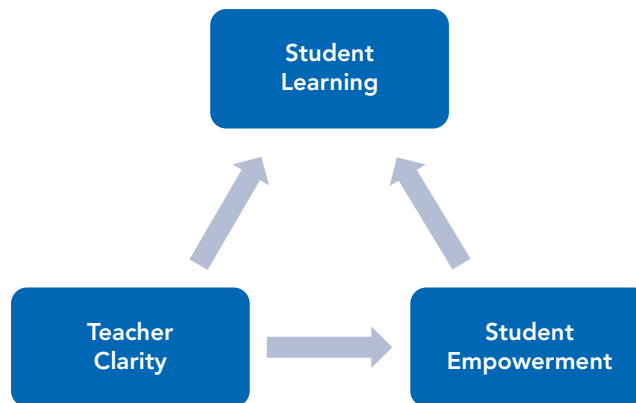 Student
Learning
Teacher
Clarity
Student
Empowerment